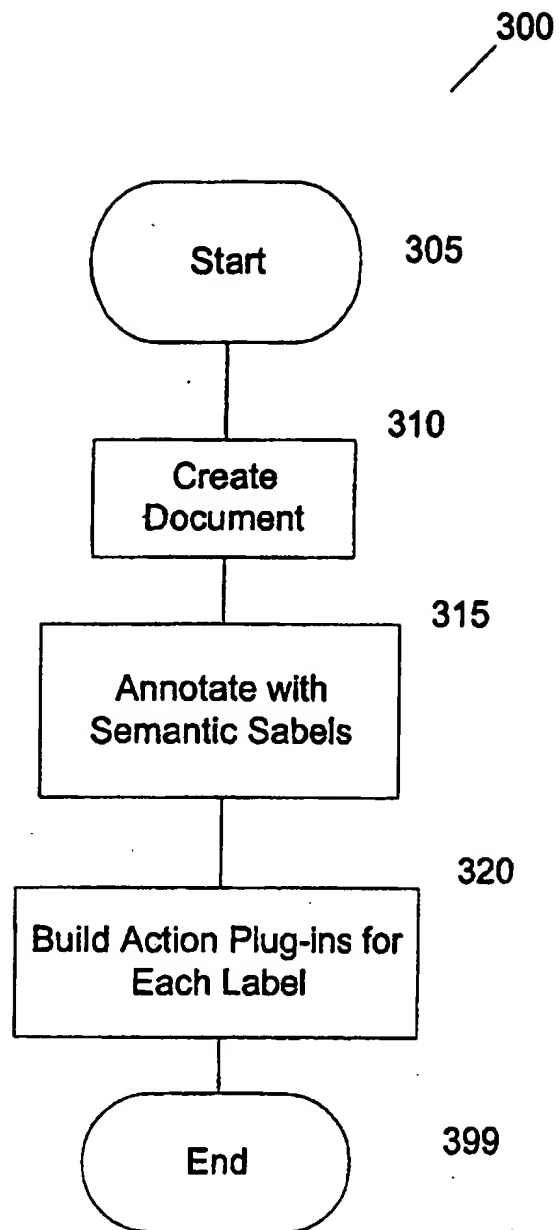 300
Start
305
310
Create
Document
315
Annotate with
Semantic Sabels
320
Build Action Plug-ins for
Each Label
End
399